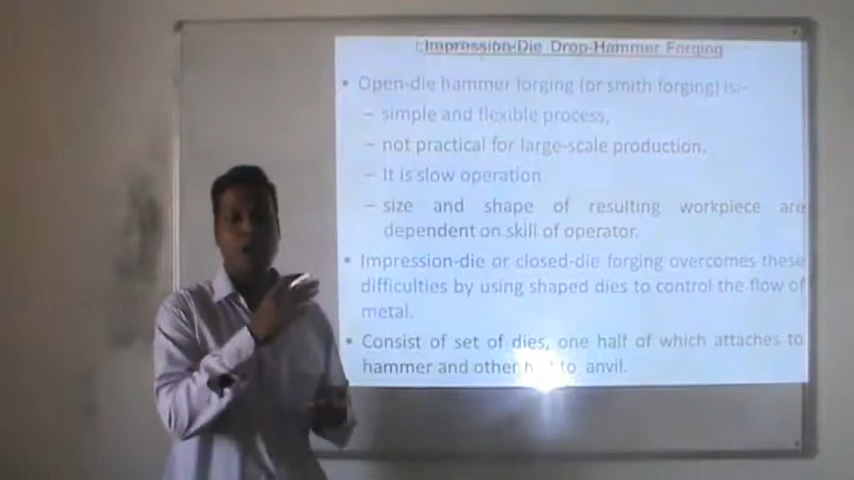 Impression-Die Drop-Hammer Forging
• Open-die hammer forging (or smith forging) is:-
– simple and flexible process,
– not practical for large-scale production.
– It is slow operation
– size and shape of resulting workpiece are
dependent on skill of operator.
• Impression-die or closed-die forging overcomes these
difficulties by using shaped dies to control the flow of
metal.
• Consist of set of dies, one half of which attaches to
hammer and other to anvil.